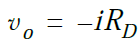 v_o = -iR_D